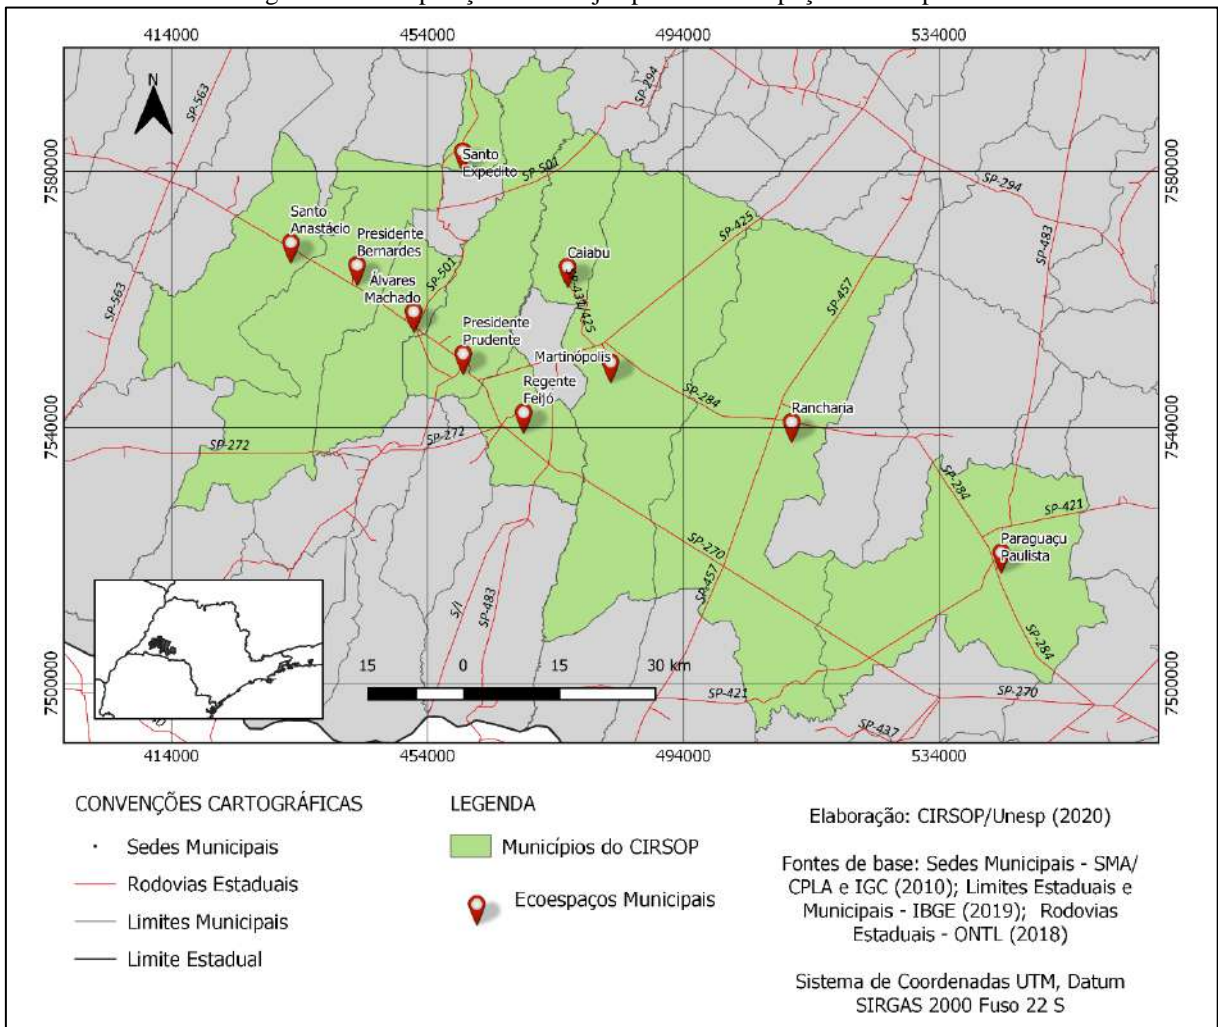 414000 454000 494000 534000
N
SP-563
SP-294
7580000
7580000
Santo
Expedito
SP-501
SP-294
Santo
Anastácio
Presidente
Bernardes
SP-425
SP-483
Álvares
Machado
SP-501
Caiabu
SP-563
SP-457
Presidente
Prudente
Martinópolis
Regente
Feijó
SP-284
Rancharia
7540000
7540000
SP-272
SP-272
SP-284
SP-421
SP-270
Paraguaçu
Paulista
SP-457
S/I
SP-483
SP-284
15 0 15 30 km
7500000
7500000
SP-421
SP-270
SP-437
414000 454000 494000 534000
CONVENÇÕES CARTOGRÁFICAS
Sedes Municipais
Rodovias Estaduais
Limites Municipais
Limite Estadual
LEGENDA
Municípios do CIRSOP
Ecoespaços Municipais
Elaboração: CIRSOP/Unesp (2020)
Fontes de base: Sedes Municipais - SMA/
CPLA e IGC (2010); Limites Estaduais e
Municipais - IBGE (2019); Rodovias
Estaduais - ONTL (2018)
Sistema de Coordenadas UTM, Datum
SIRGAS 2000 Fuso 22 S